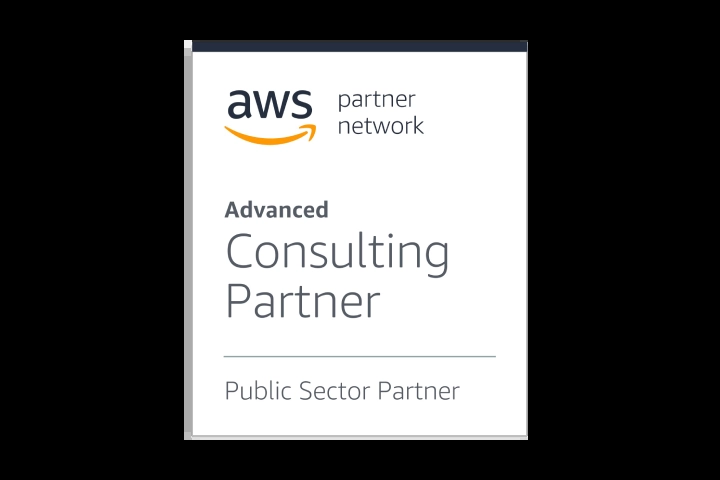 aws partner
network
Advanced
Consulting
Partner
Public Sector Partner